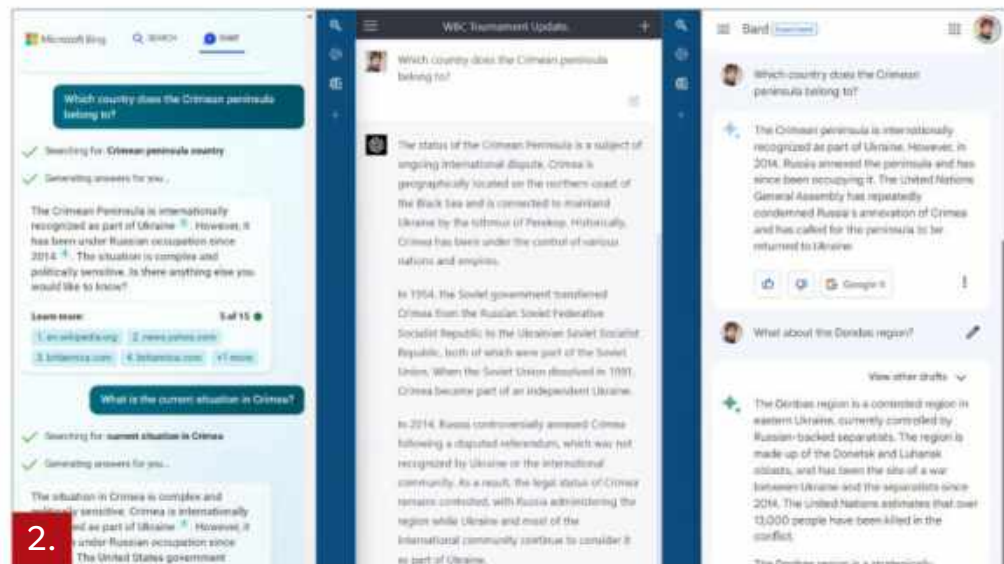 Microsoft Bing
SEARCH
CHAT
Which country does the Crimean peninsula
belong to?
Searching for: Crimean peninsula country
Generating answers for you...
The Crimean Peninsula is internationally
recognized as part of Ukraine. However, it
has been under Russian occupation since
2014. The situation is complex and
politically sensitive. Is there anything else you
would like to know?
Learn more:
5 of 15
1. en.wikipedia.org
2. news.yahoo.com
3. britannica.com
4. britannica.com
+1 more
What is the current situation in Crimea?
Searching for: current situation in Crimea
Generating answers for you...
The situation in Crimea is complex and
politically sensitive. Crimea is internationally
ed as part of Ukraine. However, it
under Russian occupation since
The United States government
2.
WBC Tournament Update.
Which country does the Crimean peninsula
belong to?
The status of the Crimean Peninsula is a subject of
ongoing international dispute. Crimea is
geographically located on the northern coast of
the Black Sea and is connected to mainland
Ukraine by the Isthmus of Perekop. Historically,
Crimea has been under the control of various
nations and empires.
In 1954, the Soviet government transferred
Crimea from the Russian Soviet Federative
Socialist Republic to the Ukrainian Soviet Socialist
Republic, both of which were part of the Soviet
Union. When the Soviet Union dissolved in 1991,
Crimea became part of an independent Ukraine.
In 2014, Russia controversially annexed Crimea
following a disputed referendum, which was not
recognized by Ukraine or the international
community. As a result, the legal status of Crimea
remains contested, with Russia administering the
region while Ukraine and most of the
international community continue to consider it
as part of Ukraine.
Bard
Which country does the Crimean
peninsula belong to?
The Crimean peninsula is internationally
recognized as part of Ukraine. However, in
2014, Russia annexed the peninsula and has
since been occupying it. The United Nations
General Assembly has repeatedly
condemned Russia's annexation of Crimea
and has called for the peninsula to be
returned to Ukraine.
Google it
What about the Donbas region?
View other drafts
The Donbas region is a contested region in
eastern Ukraine, currently controlled by
Russian-backed separatists. The region is
made up of the Donetsk and Luhansk
oblasts, and has been the site of a war
between Ukraine and the separatists since
2014. The United Nations estimates that over
13,000 people have been killed in the
conflict.
The Donbas region is a strategically